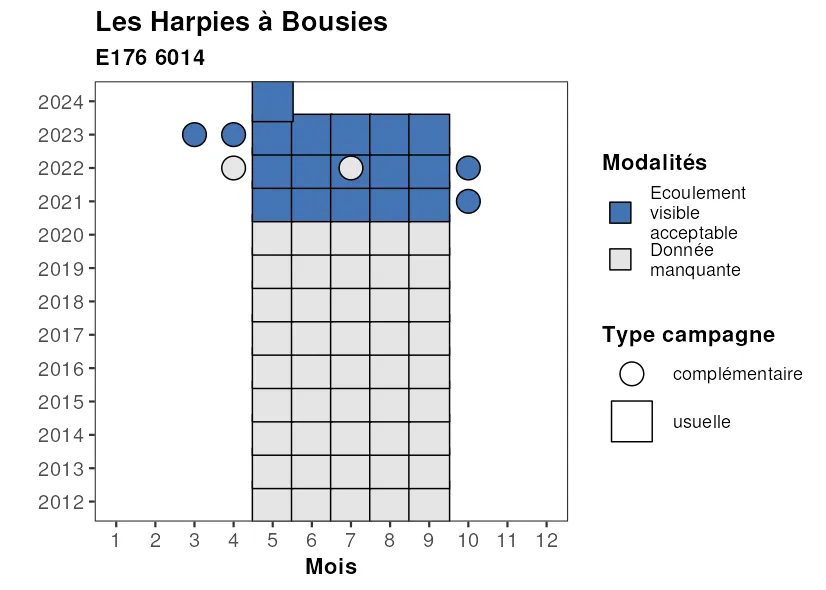 Les Harpies à Bousies
E176 6014
2024
2023
2022
2021
2020
2019
2018
2017
2016
2015
2014
2013
2012
1 2 3 4 5 6 7 8 9 10 11 12
Mois
Modalités
Ecoulement
visible
acceptable
Donnée
manquante
Type campagne
complémentaire
usuelle